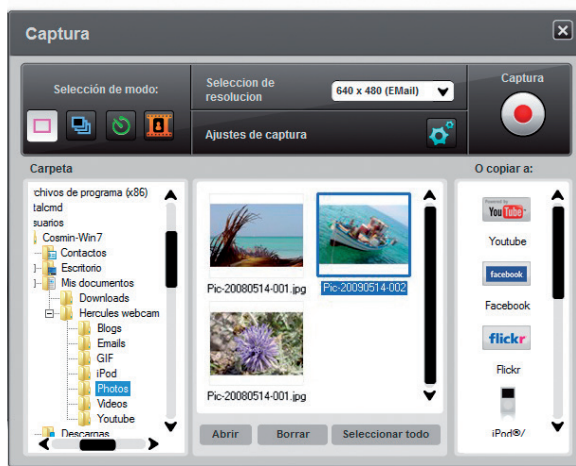 Captura
Selección de modo:
Seleccion de
resolucion
640 x 480 (EMail)
Captura
Ajustes de captura
Carpeta
O copiar a:
rchivos de programa (x86)
talcmd
suarios
Cosmin-Win7
Contactos
Escritorio
Mis documentos
Downloads
Hercules webcam
Blogs
Emails
GIF
iPod
Photos
Videos
Youtube
Descargas
Pic-20080514-001.jpg
Pic-20090514-002
Pic-20080514-001.jpg
Abrir
Borrar
Seleccionar todo
Powered by
YouTube
Youtube
facebook
Facebook
flickr
Flickr
iPod®/